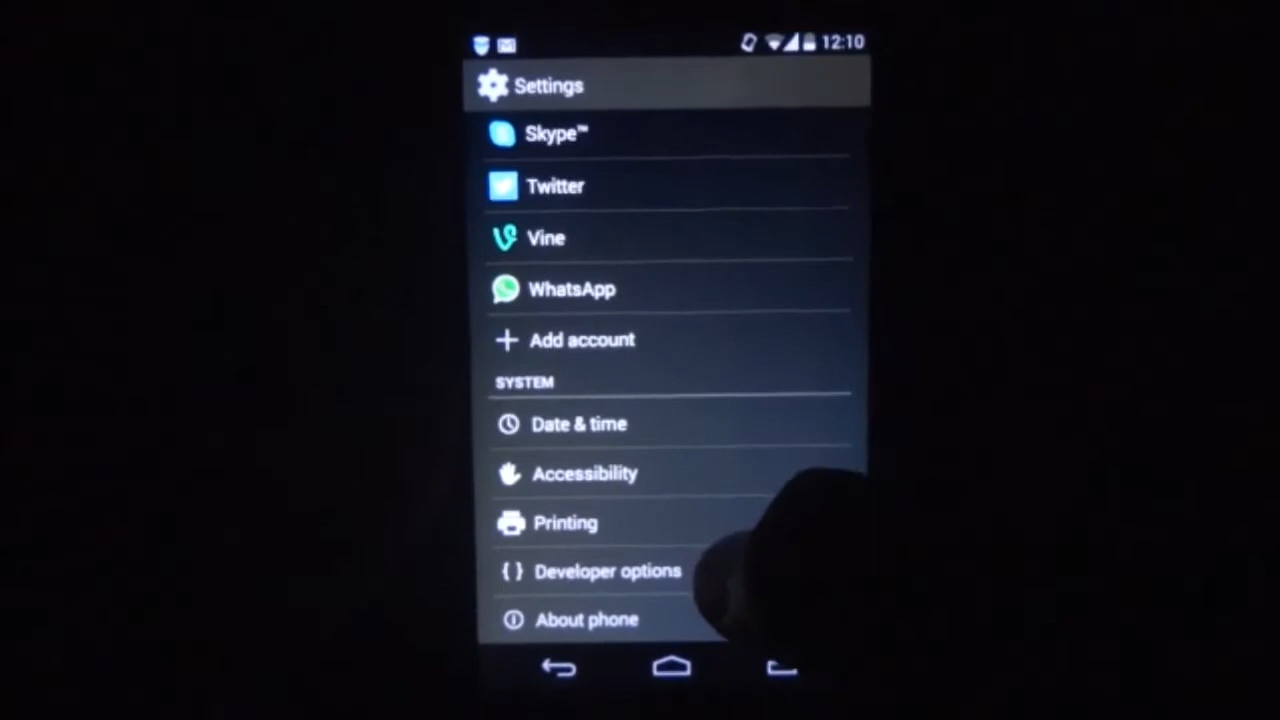 12:10
Settings
Skype™
Twitter
Vine
WhatsApp
+ Add account
SYSTEM
Date & time
Accessibility
Printing
{ } Developer options
About phone